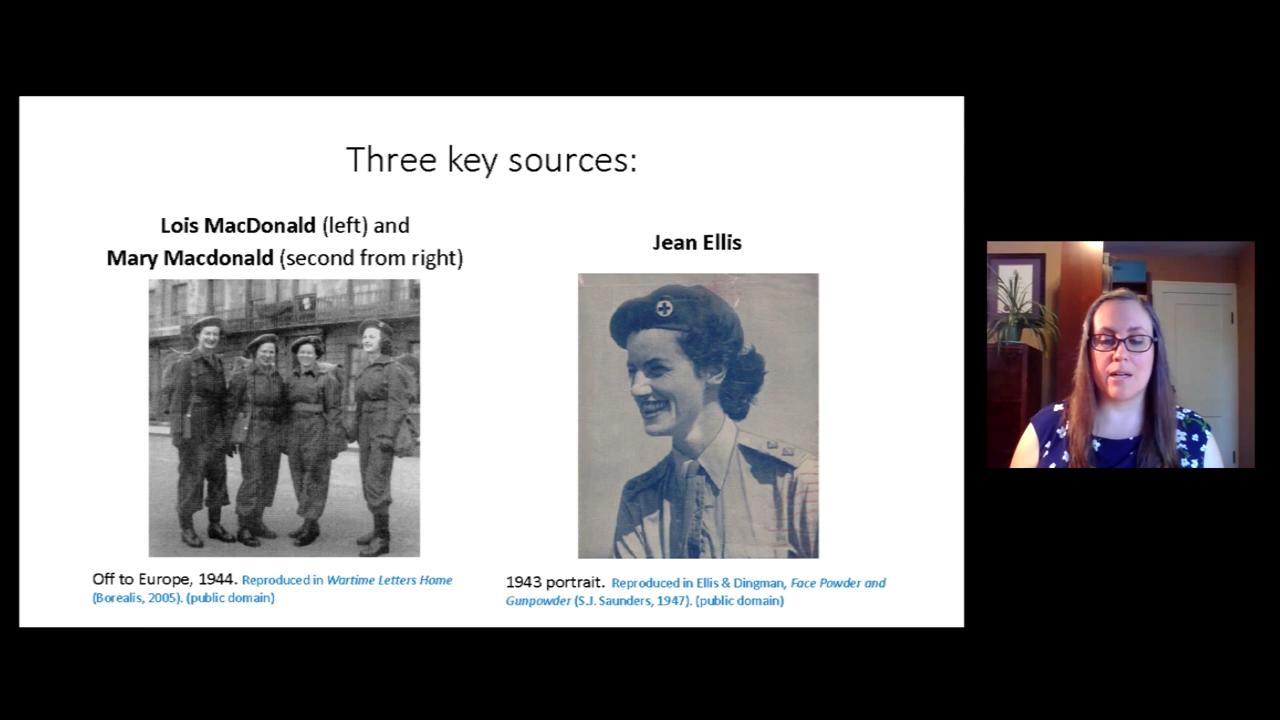 Three key sources:
Lois MacDonald (left) and
Mary Macdonald (second from right)
Jean Ellis
Off to Europe, 1944. Reproduced in Wartime Letters Home
(Borealis, 2005). (public domain)
1943 portrait. Reproduced in Ellis & Dingman, Face Powder and
Gunpowder (S.J. Saunders, 1947). (public domain)